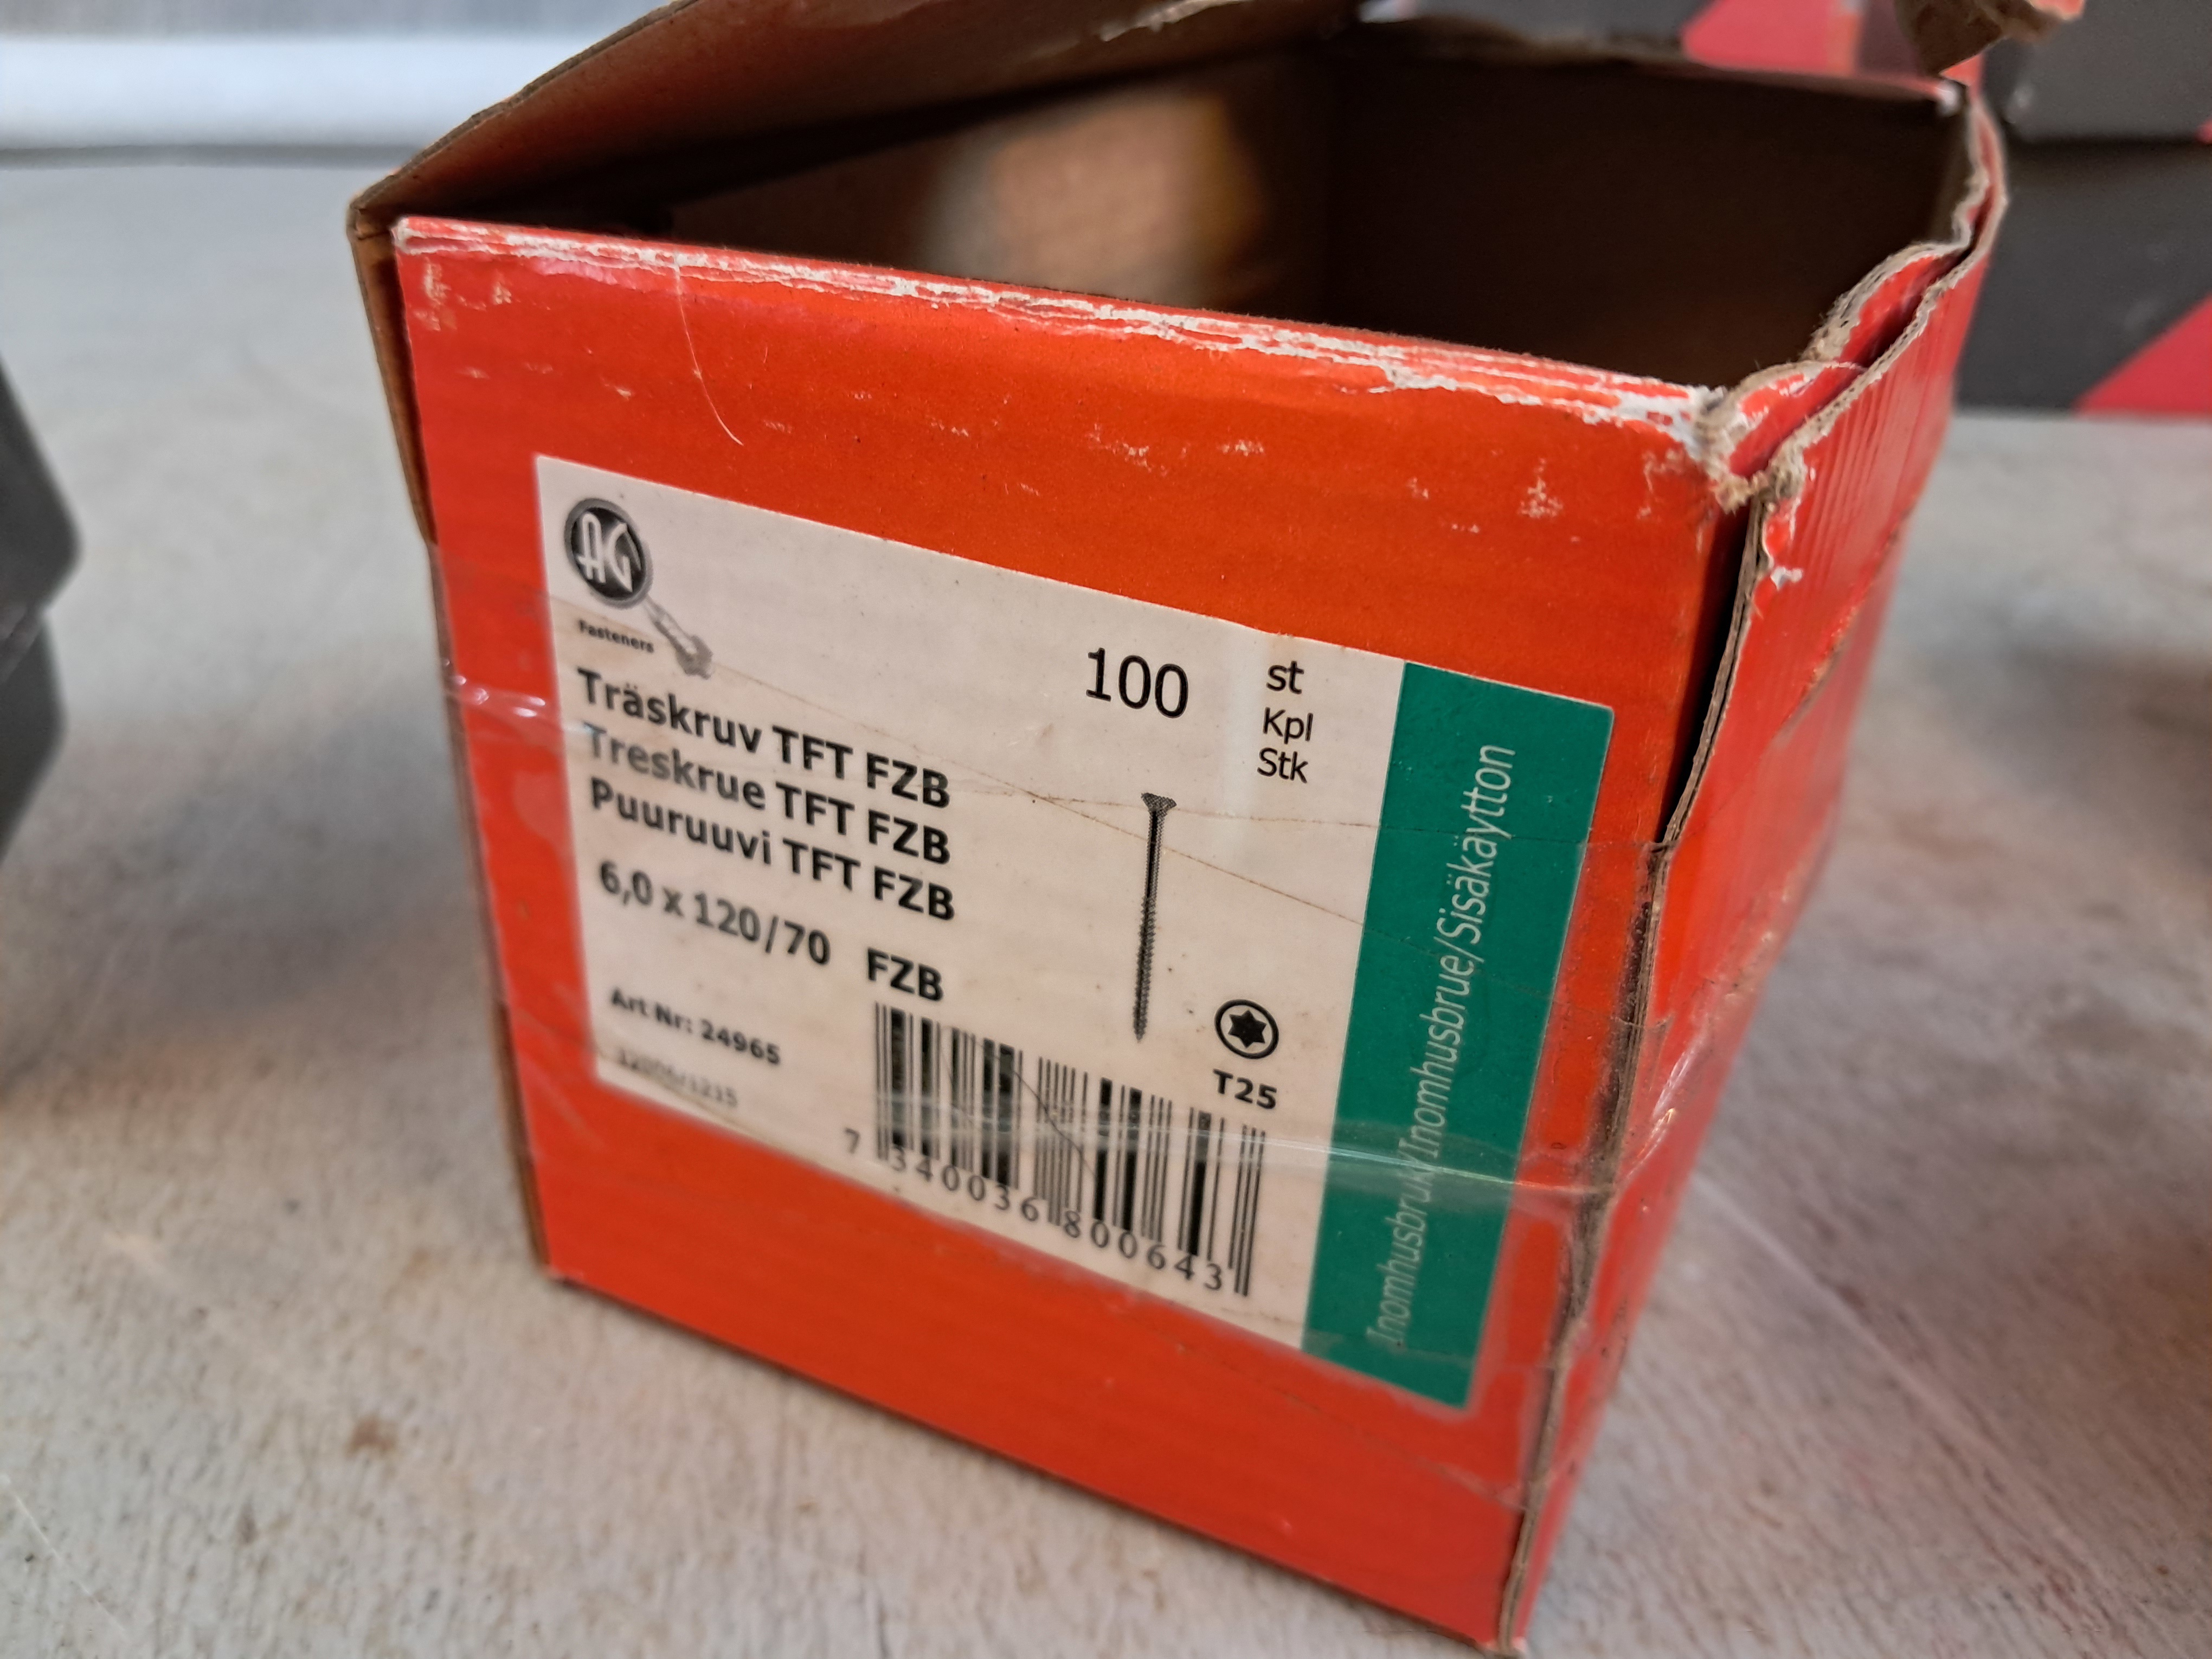 AG
Fasteners
100 st
Kpl
Stk
Träskruv TFT FZB
Treskrue TFT FZB
Puuruuvi TFT FZB
6,0 x 120/70 FZB
Art Nr: 24965
T25
7 340036 800643
Inomhusbruk/Inomhusbrue/Sisäkäytton